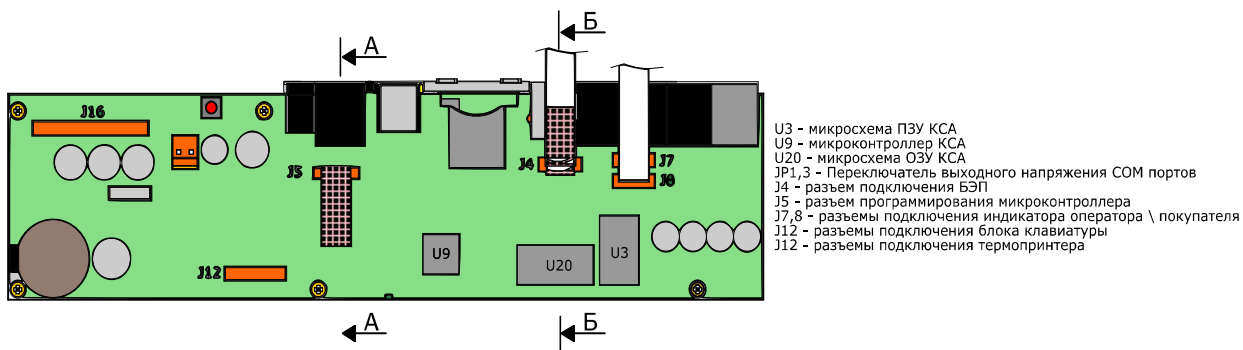 Б
А
J16
J5
J4
J7
J8
J12
U9
U20
U3
А
Б
U3 - микросхема ПЗУ КСА
U9 - микроконтроллер КСА
U20 - микросхема ОЗУ КСА
JP1,3 - Переключатель выходного напряжения COM портов
J4 - разъем подключения БЭП
J5 - разъем программирования микроконтроллера
J7,8 - разъемы подключения индикатора оператора \ покупателя
J12 - разъемы подключения блока клавиатуры
J12 - разъемы подключения термопринтера